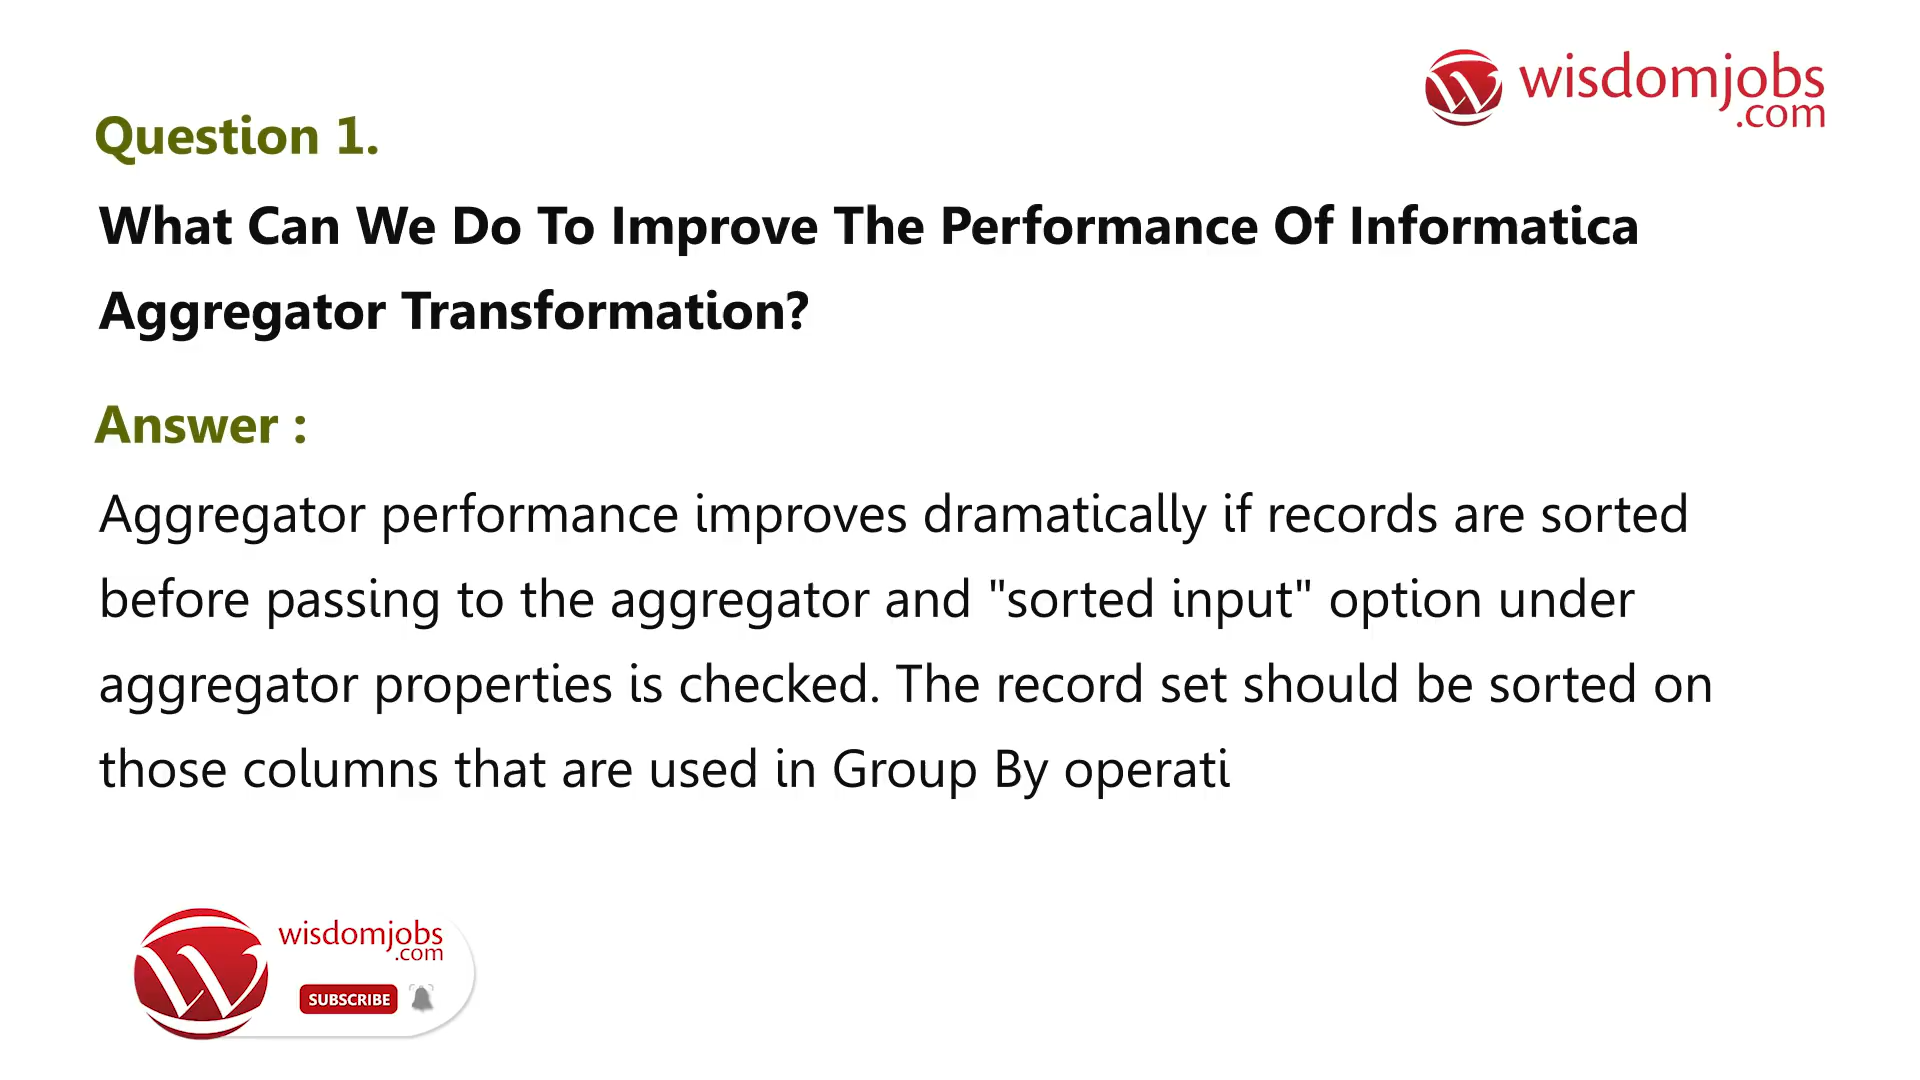 wisdomjobs
.com
Question 1.
What Can We Do To Improve The Performance Of Informatica
Aggregator Transformation?
Answer :
Aggregator performance improves dramatically if records are sorted
before passing to the aggregator and "sorted input" option under
aggregator properties is checked. The record set should be sorted on
those columns that are used in Group By operati
wisdomjobs
.com
SUBSCRIBE